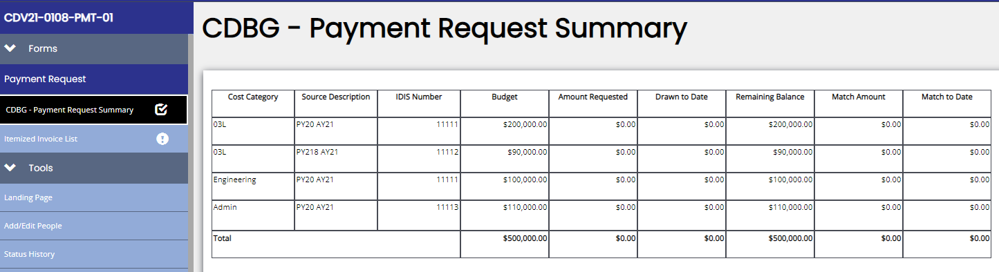 CDV21-0108-PMT-01
Forms
Payment Request
CDBG - Payment Request Summary
Itemized Invoice List
Tools
Landing Page
Add/Edit People
Status History
CDBG - Payment Request Summary
Cost Category Source Description IDIS Number Budget Amount Requested Drawn to Date Remaining Balance Match Amount Match to Date
03L PY20 AY21 11111 $200,000.00 $0.00 $0.00 $200,000.00 $0.00 $0.00
03L PY218 AY21 11112 $90,000.00 $0.00 $0.00 $90,000.00 $0.00 $0.00
Engineering PY20 AY21 11111 $100,000.00 $0.00 $0.00 $100,000.00 $0.00 $0.00
Admin PY20 AY21 11113 $110,000.00 $0.00 $0.00 $110,000.00 $0.00 $0.00
Total $500,000.00 $0.00 $0.00 $500,000.00 $0.00 $0.00